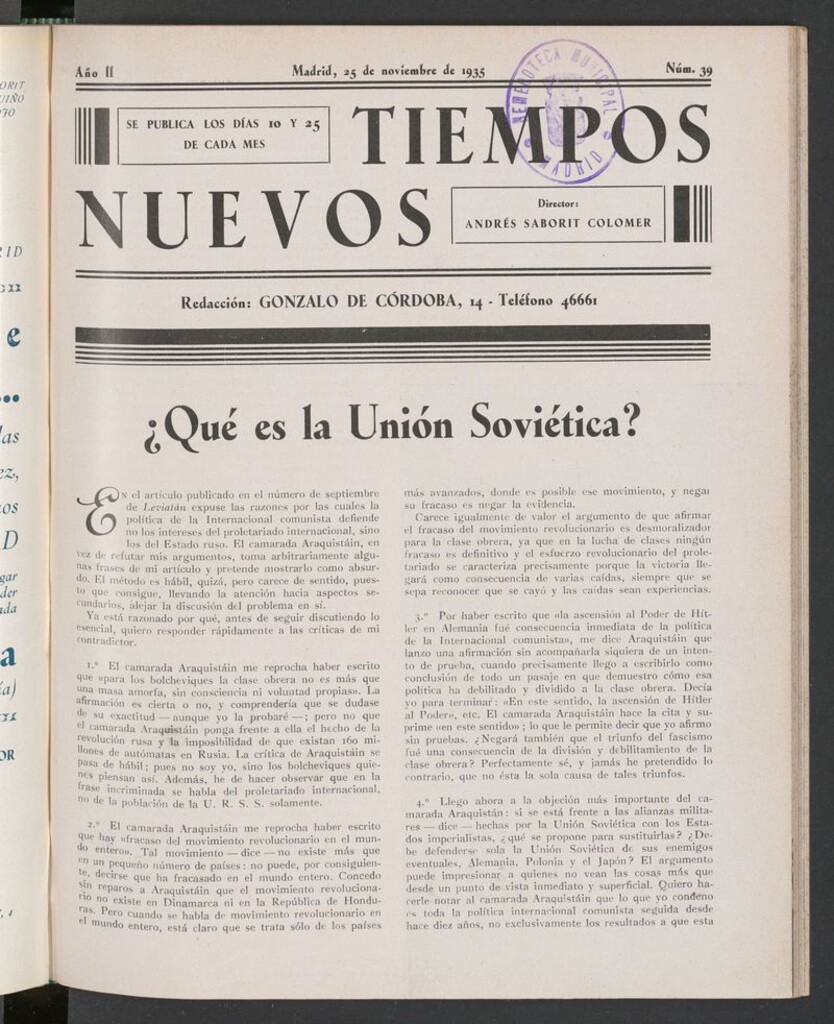 Año II
Madrid, 25 de noviembre de 1935
Núm. 39
SE PUBLICA LOS DÍAS 10 Y 25
DE CADA MES
TIEMPOS
HEMEROTECA MUNICIPAL
MADRID
NUEVOS
Director:
ANDRÉS SABORIT COLOMER
Redacción: GONZALO DE CÓRDOBA, 14 - Teléfono 46661
¿Qué es la Unión Soviética?
EN el artículo publicado en el número de septiembre
de Leviatán expuse las razones por las cuales la
política de la Internacional comunista defiende
no los intereses del proletariado internacional, sino
los del Estado ruso. El camarada Araquistáin, en
vez de refutar mis argumentos, toma arbitrariamente algu-
nas frases de mi artículo y pretende mostrarlo como absur-
do. El método es hábil, quizá, pero carece de sentido, pues-
to que consigue, llevando la atención hacia aspectos se-
cundarios, alejar la discusión del problema en sí.
Ya está razonado por qué, antes de seguir discutiendo lo
esencial, quiero responder rápidamente a las críticas de mi
contradictor.
1.º El camarada Araquistáin me reprocha haber escrito
que «para los bolcheviques la clase obrera no es más que
una masa amorfa, sin consciencia ni voluntad propias». La
afirmación es cierta o no, y comprendería que se dudase
de su exactitud — aunque yo la probaré —; pero no que
el camarada Araquistáin ponga frente a ella el hecho de la
revolución rusa y la imposibilidad de que existan 160 mi-
llones de autómatas en Rusia. La crítica de Araquistáin se
pasa de hábil; pues no soy yo, sino los bolcheviques quie-
nes piensan así. Además, he de hacer observar que en la
frase incriminada se habla del proletariado internacional,
no de la población de la U. R. S. S. solamente.
2.º El camarada Araquistáin me reprocha haber escrito
que hay «fracaso del movimiento revolucionario en el mun-
do entero». Tal movimiento — dice — no existe más que
en un pequeño número de países: no puede, por consiguien-
te, decirse que ha fracasado en el mundo entero. Concedo
sin reparos a Araquistáin que el movimiento revoluciona-
rio no existe en Dinamarca ni en la República de Hondu-
ras. Pero cuando se habla de movimiento revolucionario en
el mundo entero, está claro que se trata sólo de los países
más avanzados, donde es posible ese movimiento, y negar
su fracaso es negar la evidencia.
Carece igualmente de valor el argumento de que afirmar
el fracaso del movimiento revolucionario es desmoralizador
para la clase obrera, ya que en la lucha de clases ningún
fracaso es definitivo y el esfuerzo revolucionario del prole-
tariado se caracteriza precisamente porque la victoria lle-
gará como consecuencia de varias caídas, siempre que se
sepa reconocer que se cayó y las caídas sean experiencias.
3.º Por haber escrito que «la ascensión al Poder de Hít-
ler en Alemania fué consecuencia inmediata de la política
de la Internacional comunista», me dice Araquistáin que
lanzo una afirmación sin acompañarla siquiera de un inten-
to de prueba, cuando precisamente llego a escribirlo como
conclusión de todo un pasaje en que demuestro cómo esa
política ha debilitado y dividido a la clase obrera. Decía
yo para terminar: «En este sentido, la ascensión de Hítler
al Poder», etc. El camarada Araquistáin hace la cita y su-
prime «en este sentido»; lo que le permite decir que yo afirmo
sin pruebas. ¿Negará también que el triunfo del fascismo
fué una consecuencia de la división y debilitamiento de la
clase obrera? Perfectamente sé, y jamás he pretendido lo
contrario, que no ésta la sola causa de tales triunfos.
4.º Llego ahora a la objeción más importante del ca-
marada Araquistán: si se está frente a las alianzas milita-
res — dice — hechas por la Unión Soviética con los Esta-
dos imperialistas, ¿qué se propone para sustituirlas? ¿De-
be defenderse sola la Unión Soviética de sus enemigos
eventuales, Alemania, Polonia y el Japón? El argumento
puede impresionar a quienes no vean las cosas más que
desde un punto de vista inmediato y superficial. Quiero ha-
cerle notar al camarada Araquistáin que lo que yo condeno
es toda la política internacional comunista seguida desde
hace diez años, no exclusivamente los resultados a que esta